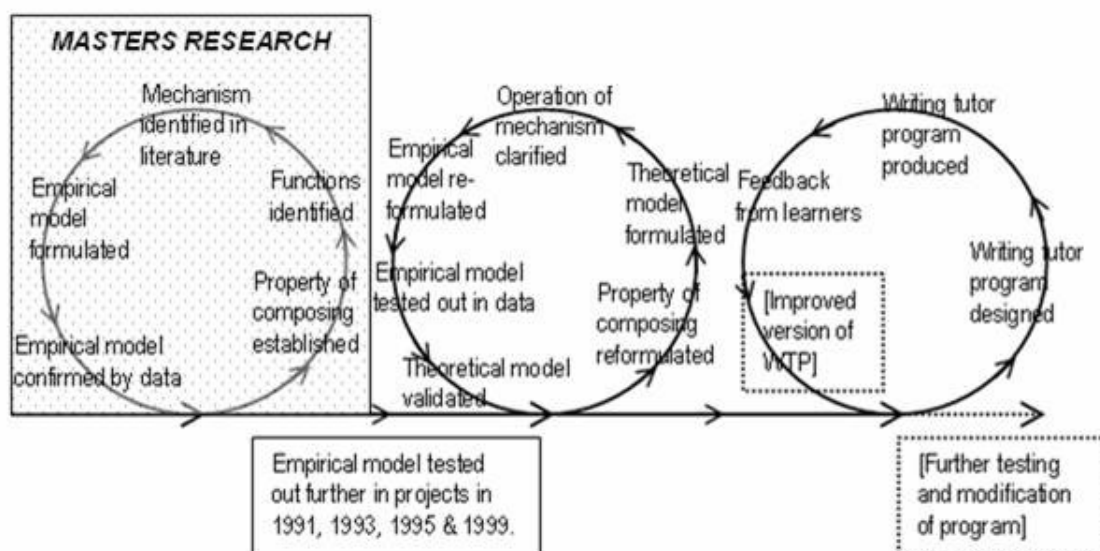 MASTERS RESEARCH
Mechanism
identified in
literature
Empirical
model
formulated
Functions
identified
Empirical model
confirmed by data
Property of
composing
established
Operation of
mechanism
clarified
Empirical
model re-
formulated
Theoretical
model
formulated
Empirical model
tested out in data
Property of
composing
reformulated
Theoretical model
validated
Writing tutor
program
produced
Feedback
from learners
Writing tutor
program
designed
[Improved
version of
WTP]
Empirical model tested
out further in projects in
1991, 1993, 1995 & 1999.
[Further testing
and modification
of program]